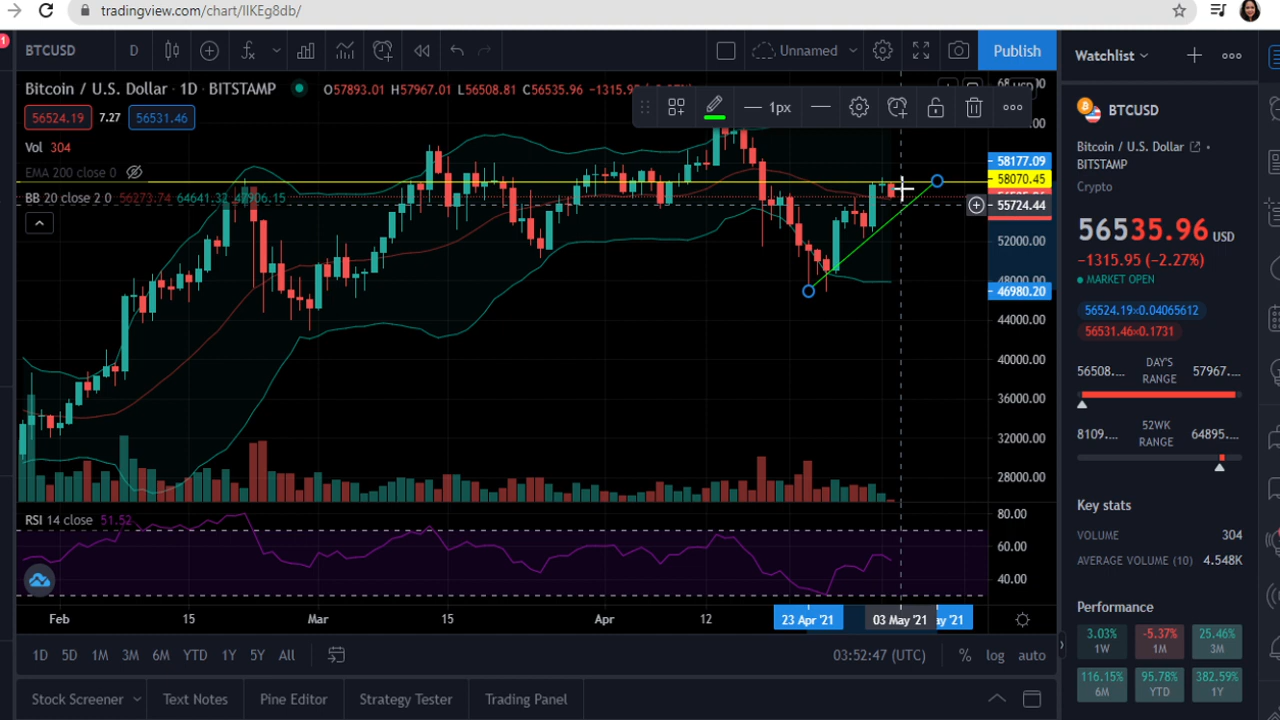 tradingview.com/chart/IlKEg8db/
1
BTCUSD D Unnamed Publish
Bitcoin / U.S. Dollar · 1D · BITSTAMP O57893.01 H57967.01 L56508.81 C56535.96 −1315.95
56524.19 7.27 56531.46
1px
Vol 304
EMA 200 close 0
BB 20 close 2 0 56273.74 64641.32 47906.15
58177.09
58070.45
55724.44
52000.00
48000.00
46980.20
44000.00
40000.00
36000.00
32000.00
28000.00
RSI 14 close 51.52
80.00
60.00
40.00
Feb 15 Mar 15 Apr 12 23 Apr '21 03 May '21 ay '21
1D 5D 1M 3M 6M YTD 1Y 5Y All 03:52:47 (UTC) % log auto
Stock Screener Text Notes Pine Editor Strategy Tester Trading Panel
Watchlist
BTCUSD
Bitcoin / U.S. Dollar •
BITSTAMP
Crypto
56535.96 USD
−1315.95 (−2.27%)
MARKET OPEN
56524.19×0.04065612
56531.46×0.1731
56508.... DAY'S RANGE 57967....
8109.... 52WK RANGE 64895....
Key stats
VOLUME 304
AVERAGE VOLUME (10) 4.548K
Performance
3.03% -5.37% 25.46%
1W 1M 3M
116.15% 95.78% 382.59%
6M YTD 1Y